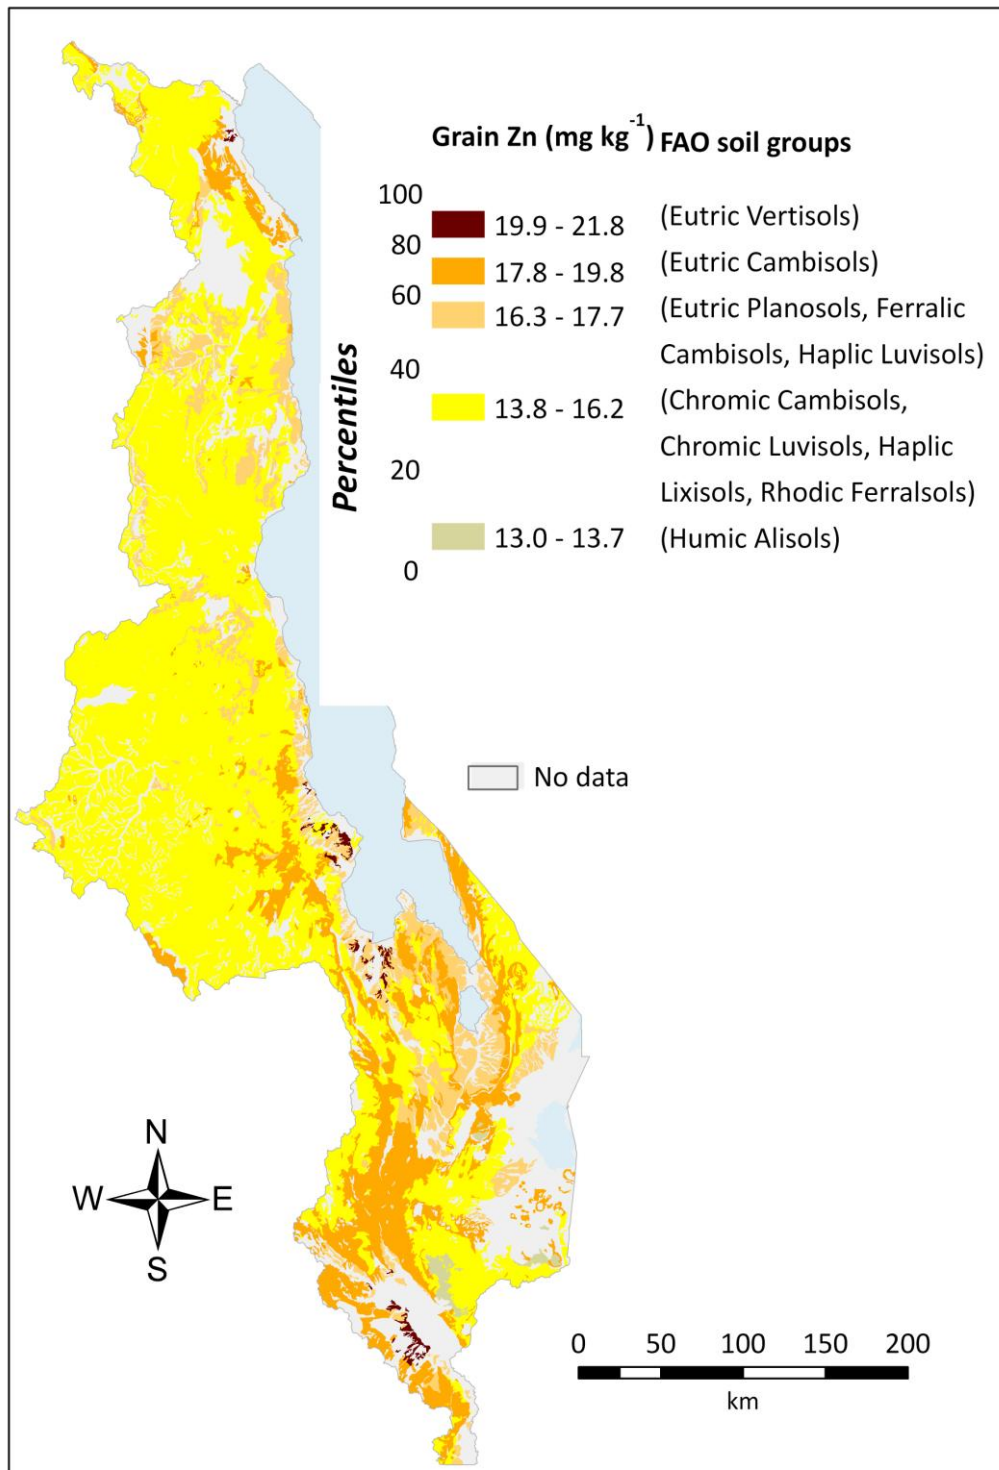 Grain Zn (mg kg⁻¹) FAO soil groups
100
19.9 - 21.8 (Eutric Vertisols)
80
17.8 - 19.8 (Eutric Cambisols)
60
16.3 - 17.7 (Eutric Planosols, Ferralic
Cambisols, Haplic Luvisols)
40
13.8 - 16.2 (Chromic Cambisols,
Chromic Luvisols, Haplic
20
Lixisols, Rhodic Ferralsols)
13.0 - 13.7 (Humic Alisols)
0
Percentiles
No data
N
W E
S
0 50 100 150 200
km